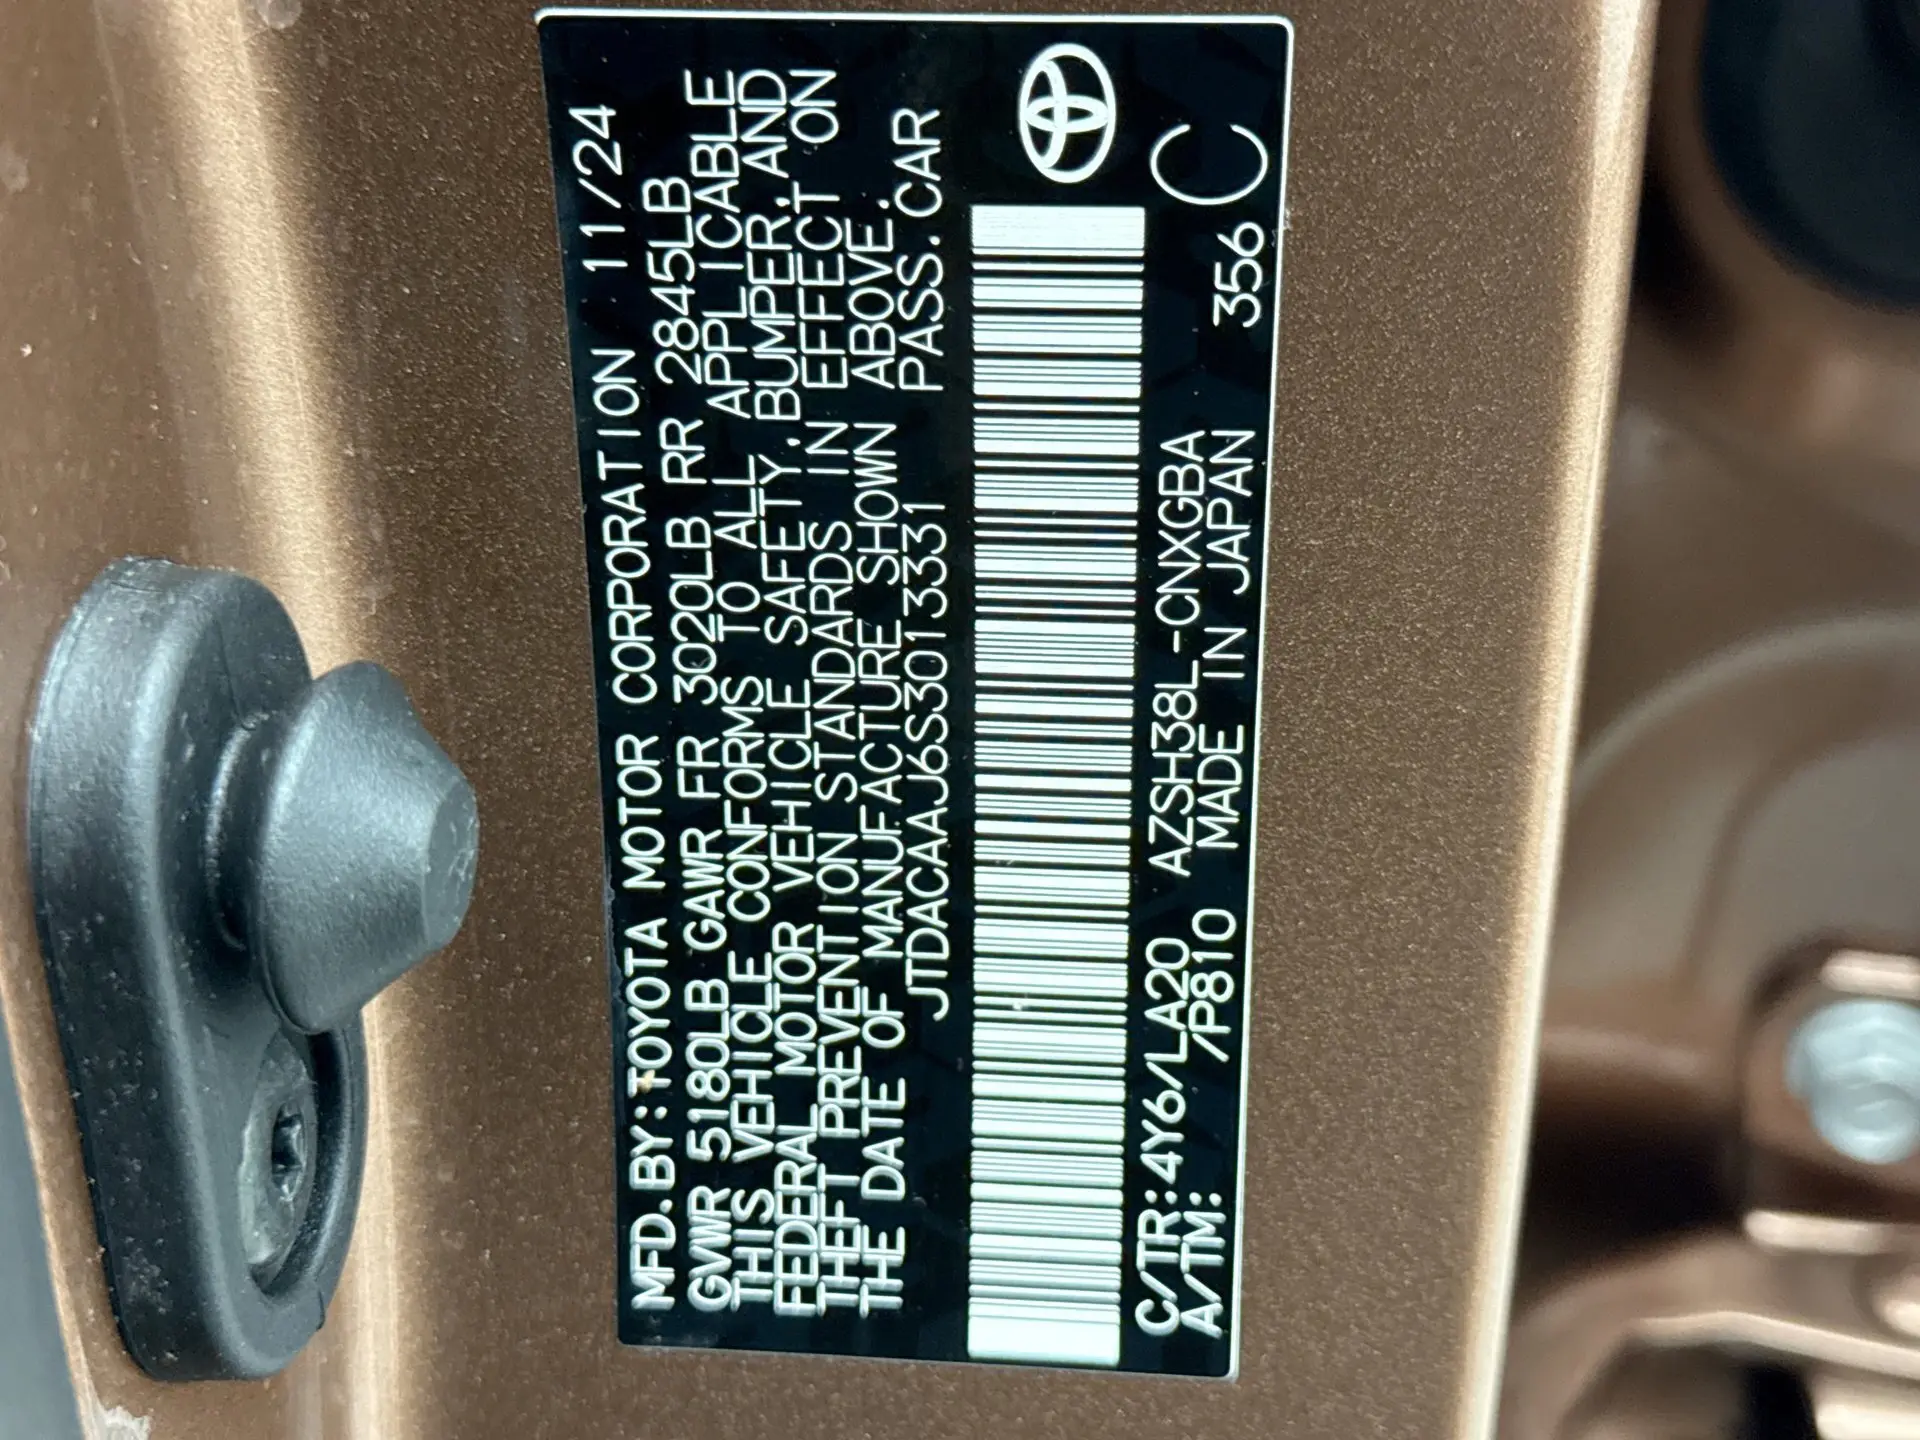 MFD.BY:TOYOTA MOTOR CORPORATION 11/24
GVWR 5180LB GAWR FR 3020LB RR 2845LB
THIS VEHICLE CONFORMS TO ALL APPLICABLE
FEDERAL MOTOR VEHICLE SAFETY,BUMPER,AND
THEFT PREVENTION STANDARDS IN EFFECT ON
THE DATE OF MANUFACTURE SHOWN ABOVE.
JTDACAAJ6S3013331 PASS.CAR
C/TR:4Y6/LA20 AZSH38L-CNXGBA
A/TM: /P810 MADE IN JAPAN 356 C